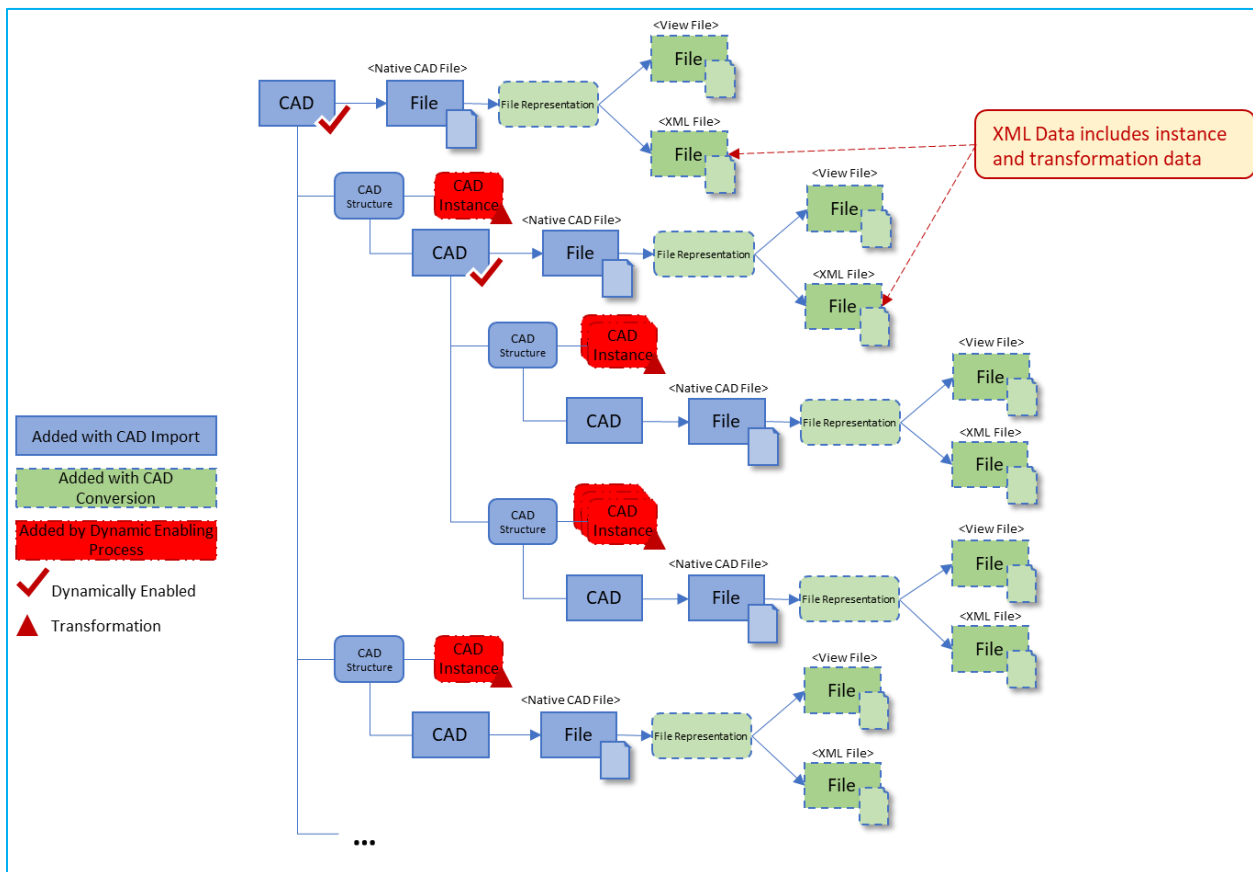 <View File>
File
<Native CAD File>
CAD
File
File Representation
<XML File>
File
XML Data includes instance
and transformation data
CAD
Structure
CAD
Instance
<View File>
File
<Native CAD File>
CAD
File
File Representation
<XML File>
File
CAD
Structure
CAD
Instance
<View File>
File
<Native CAD File>
CAD
File
File Representation
<XML File>
File
Added with CAD Import
Added with CAD
Conversion
Added by Dynamic Enabling
Process
Dynamically Enabled
Transformation
CAD
Structure
CAD
Instance
<View File>
File
<Native CAD File>
CAD
File
File Representation
<XML File>
File
CAD
Structure
CAD
Instance
<View File>
File
<Native CAD File>
CAD
File
File Representation
<XML File>
File
...